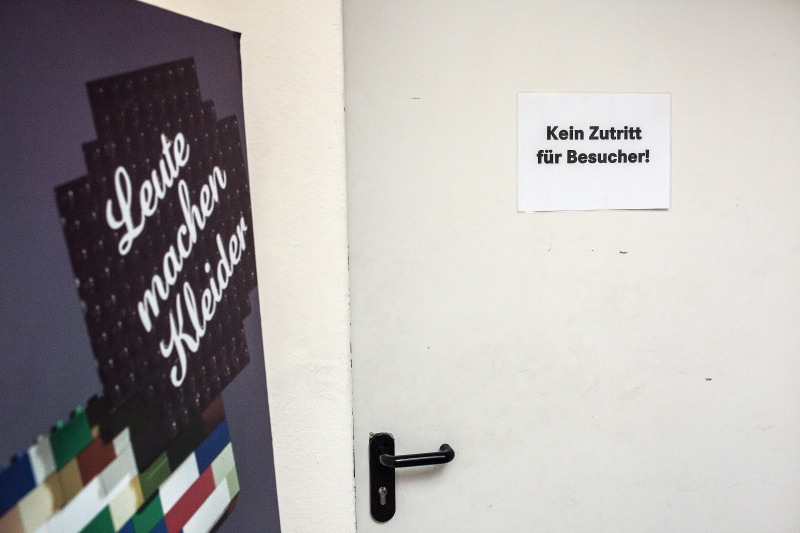 Leute
machen
Kleider
Kein Zutritt
für Besucher!